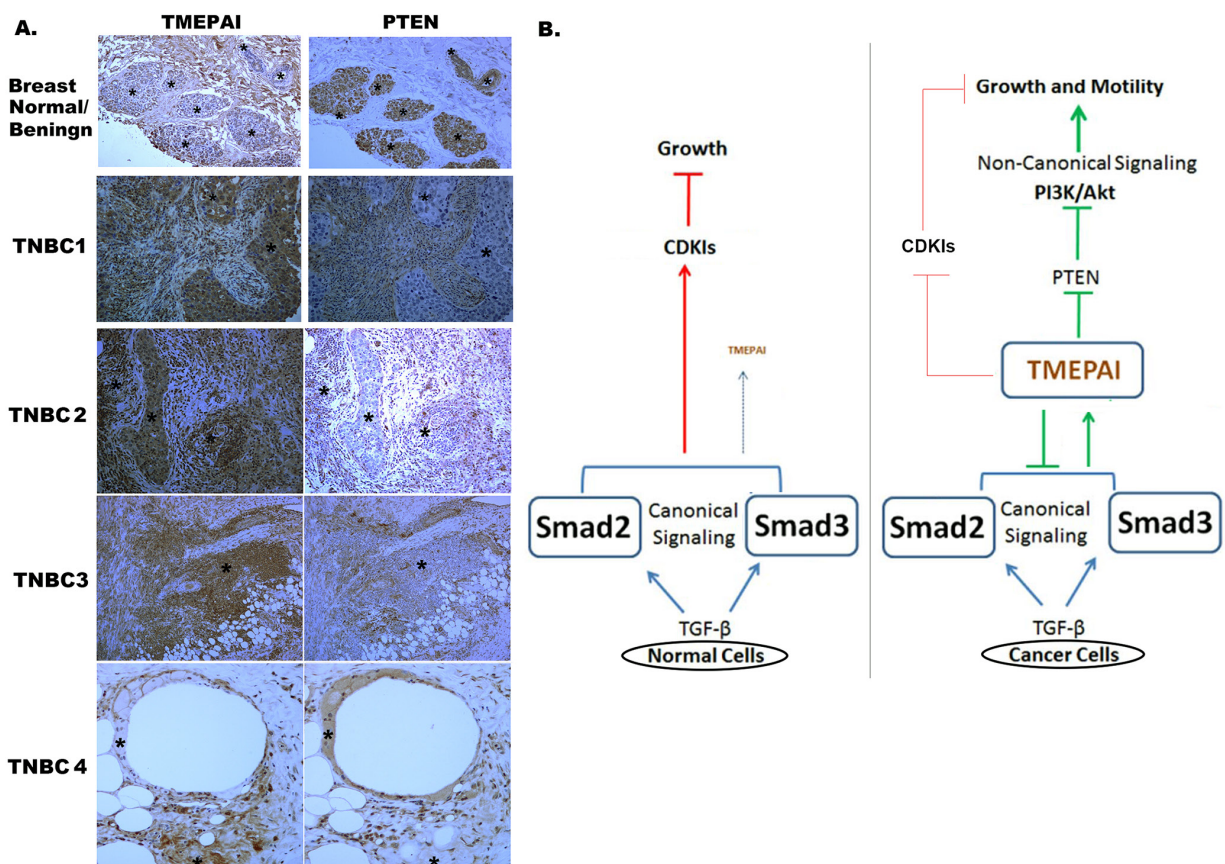 A.
TMEPAI
PTEN
Breast
Normal/
Beningn
TNBC1
TNBC 2
TNBC3
TNBC 4
B.
Growth
CDKIs
TMEPAI
Smad2
Canonical
Signaling
Smad3
TGF-β
Normal Cells
Growth and Motility
Non-Canonical Signaling
PI3K/Akt
CDKIs
PTEN
TMEPAI
Smad2
Canonical
Signaling
Smad3
TGF-β
Cancer Cells